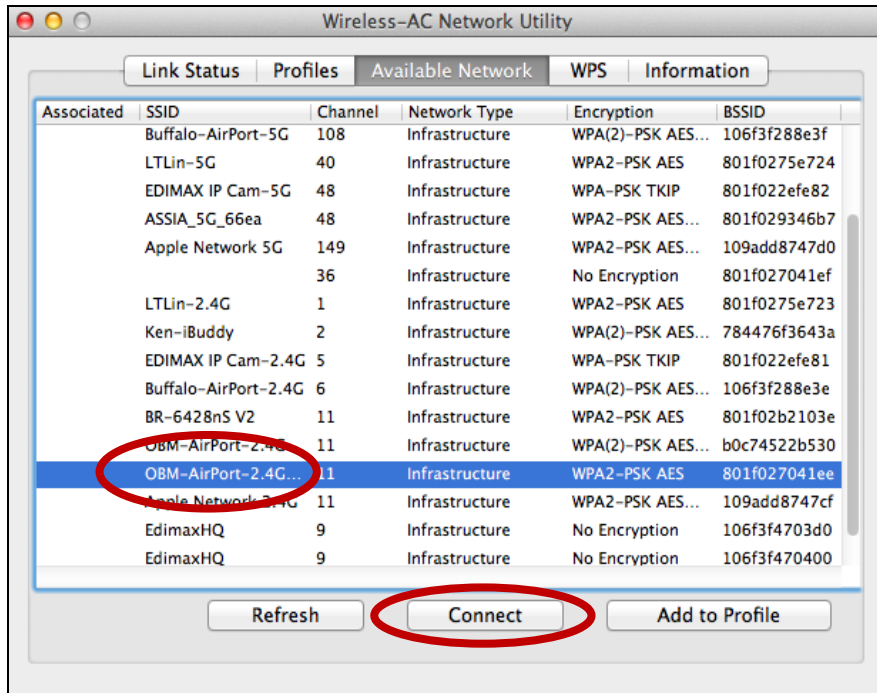 Wireless-AC Network Utility
Link Status Profiles Available Network WPS Information
Associated SSID Channel Network Type Encryption BSSID
Buffalo-AirPort-5G 108 Infrastructure WPA(2)-PSK AES... 106f3f288e3f
LTLin-5G 40 Infrastructure WPA2-PSK AES 801f0275e724
EDIMAX IP Cam-5G 48 Infrastructure WPA-PSK TKIP 801f022efe82
ASSIA_5G_66ea 48 Infrastructure WPA2-PSK AES... 801f029346b7
Apple Network 5G 149 Infrastructure WPA2-PSK AES... 109add8747d0
36 Infrastructure No Encryption 801f027041ef
LTLin-2.4G 1 Infrastructure WPA2-PSK AES 801f0275e723
Ken-iBuddy 2 Infrastructure WPA(2)-PSK AES... 784476f3643a
EDIMAX IP Cam-2.4G 5 Infrastructure WPA-PSK TKIP 801f022efe81
Buffalo-AirPort-2.4G 6 Infrastructure WPA(2)-PSK AES... 106f3f288e3e
BR-6428nS V2 11 Infrastructure WPA2-PSK AES 801f02b2103e
OBM-AirPort-2.4G 11 Infrastructure WPA(2)-PSK AES... b0c74522b530
OBM-AirPort-2.4G... 11 Infrastructure WPA2-PSK AES 801f027041ee
Apple Network 2.4G 11 Infrastructure WPA2-PSK AES... 109add8747cf
EdimaxHQ 9 Infrastructure No Encryption 106f3f4703d0
EdimaxHQ 9 Infrastructure No Encryption 106f3f470400
Refresh Connect Add to Profile